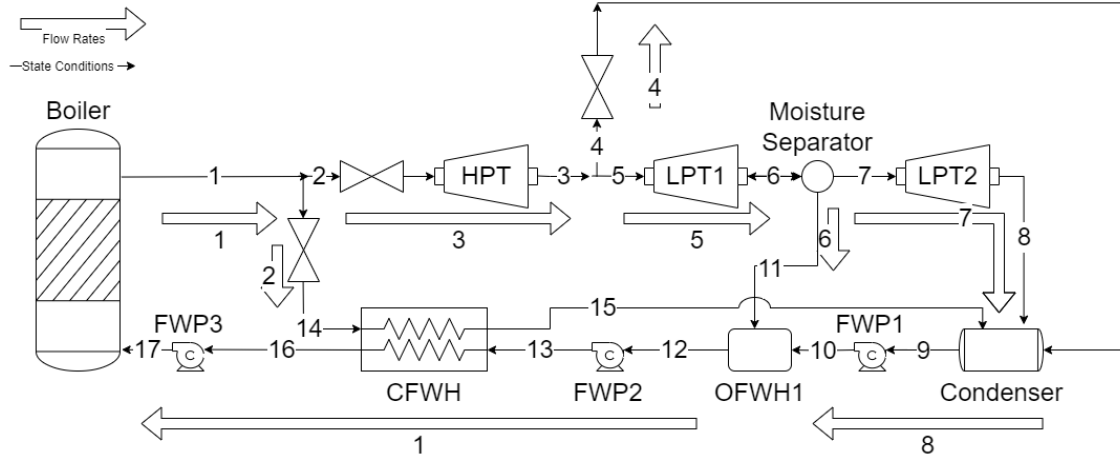 Flow Rates
State Conditions
Boiler
4
Moisture
Separator
4
1
2
HPT
3
5
LPT1
6
7
LPT2
1
3
5
6
7
8
2
11
14
15
FWP3
FWP1
17
16
13
12
10
9
C
C
C
CFWH
FWP2
OFWH1
Condenser
1
8